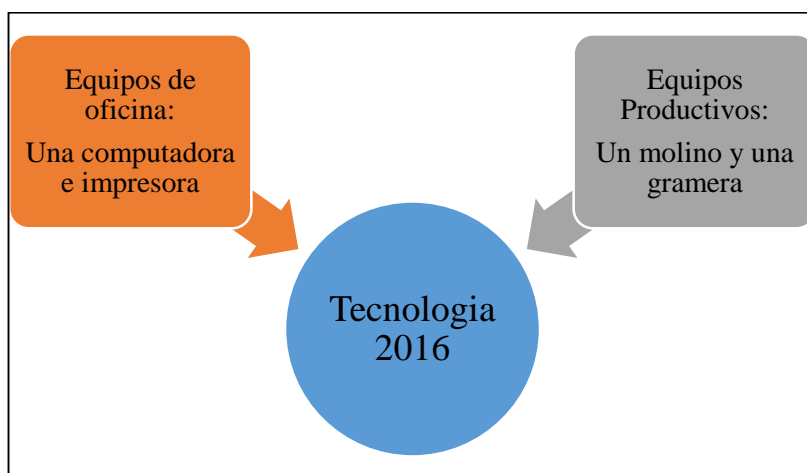 Equipos de
oficina:
Una computadora
e impresora
Equipos
Productivos:
Un molino y una
gramera
Tecnologia
2016